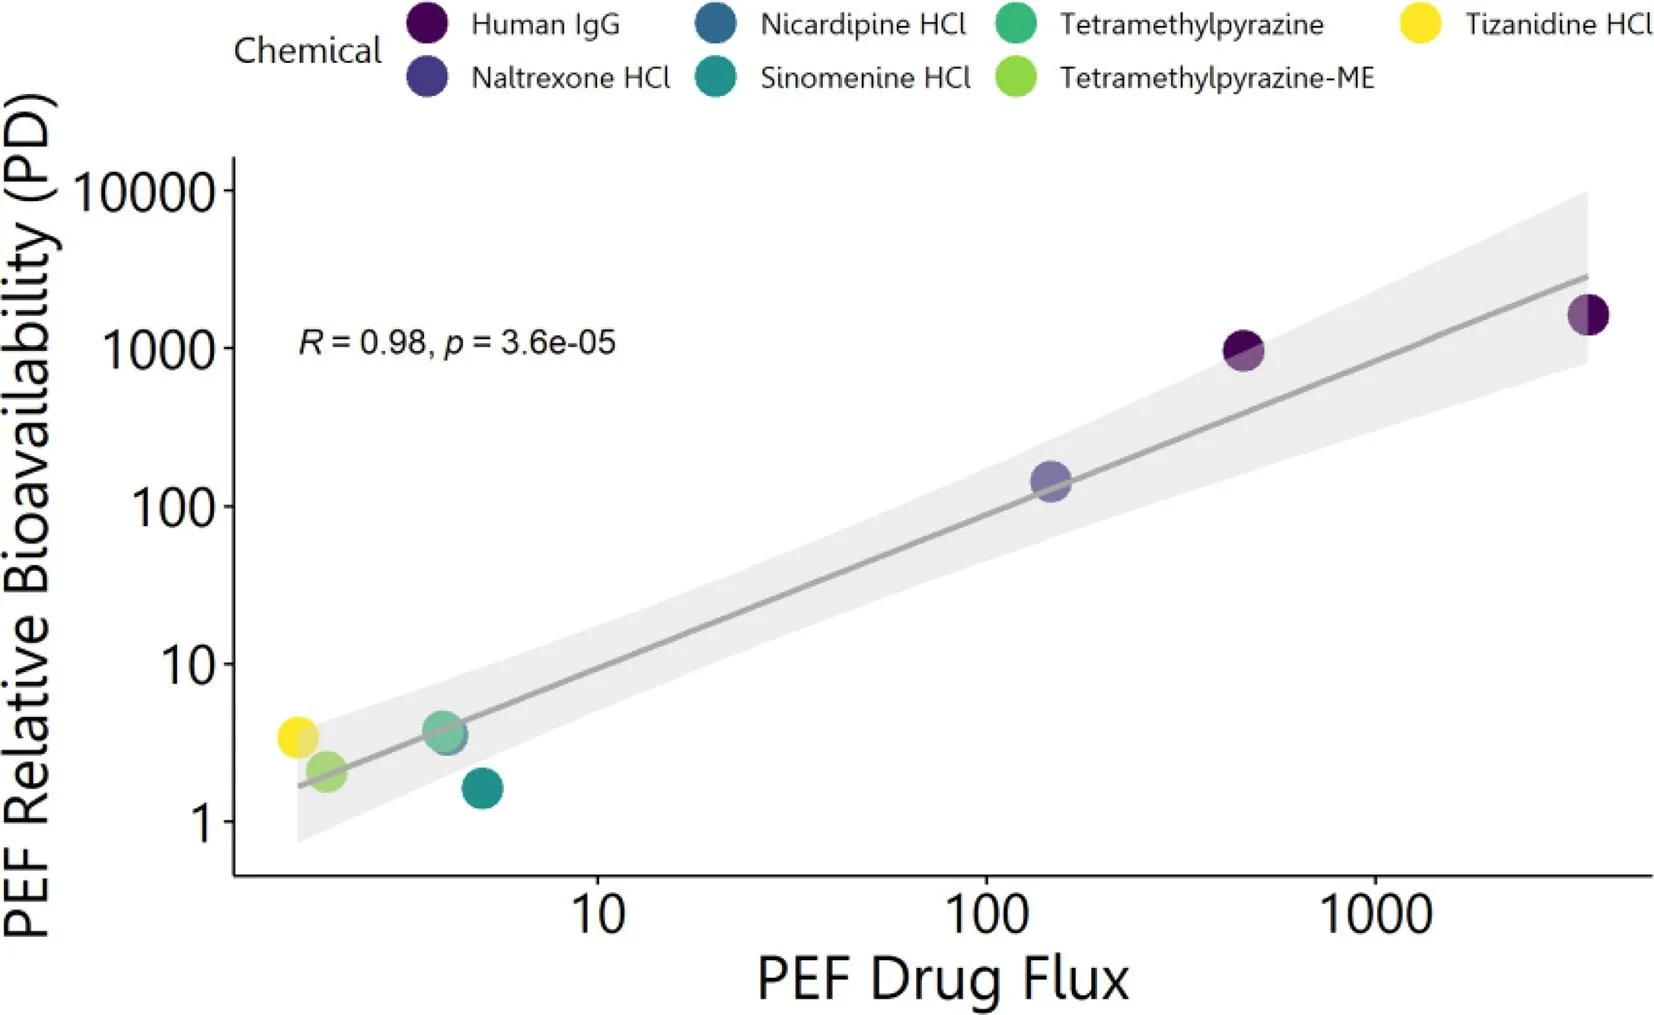 Chemical
Human IgG
Nicardipine HCl
Tetramethylpyrazine
Tizanidine HCl
Naltrexone HCl
Sinomenine HCl
Tetramethylpyrazine-ME
PEF Relative Bioavailability (PD)
10000
1000
100
10
1
R = 0.98, p = 3.6e-05
10
100
1000
PEF Drug Flux